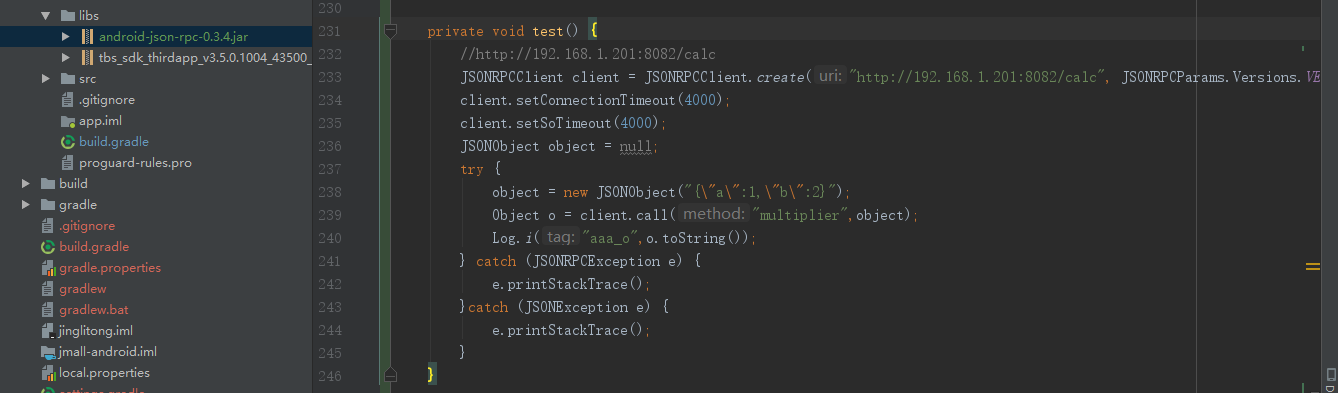 libs
android-json-rpc-0.3.4.jar
tbs_sdk_thirdapp_v3.5.0.1004_43500_
src
.gitignore
app.iml
build.gradle
proguard-rules.pro
build
gradle
.gitignore
build.gradle
gradle.properties
gradlew
gradlew.bat
jinglitong.iml
jmall-android.iml
local.properties
settings.gradle
230
231 private void test() {
232 //http://192.168.1.201:8082/calc
233 JSONRPCClient client = JSONRPCClient.create( uri: "http://192.168.1.201:8082/calc", JSONRPCParams.Versions.VE
234 client.setConnectionTimeout(4000);
235 client.setSoTimeout(4000);
236 JSONObject object = null;
237 try {
238 object = new JSONObject("{\"a\":1,\"b\":2}");
239 Object o = client.call( method: "multiplier",object);
240 Log.i( tag: "aaa_o",o.toString());
241 } catch (JSONRPCException e) {
242 e.printStackTrace();
243 }catch (JSONException e) {
244 e.printStackTrace();
245 }
246 }
D